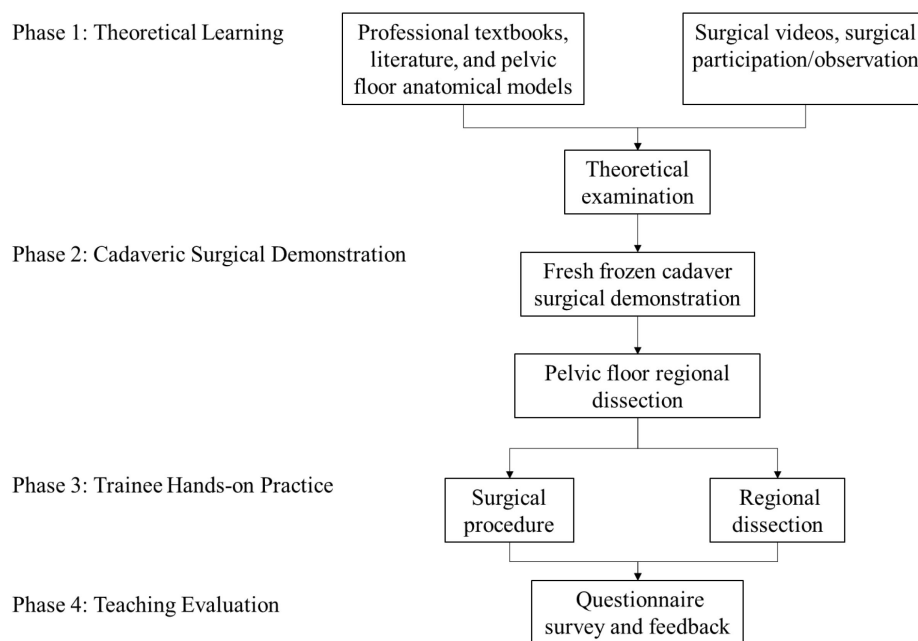 Phase 1: Theoretical Learning
Professional textbooks,
literature, and pelvic
floor anatomical models
Surgical videos, surgical
participation/observation
Theoretical
examination
Phase 2: Cadaveric Surgical Demonstration
Fresh frozen cadaver
surgical demonstration
Pelvic floor regional
dissection
Phase 3: Trainee Hands-on Practice
Surgical
procedure
Regional
dissection
Phase 4: Teaching Evaluation
Questionnaire
survey and feedback